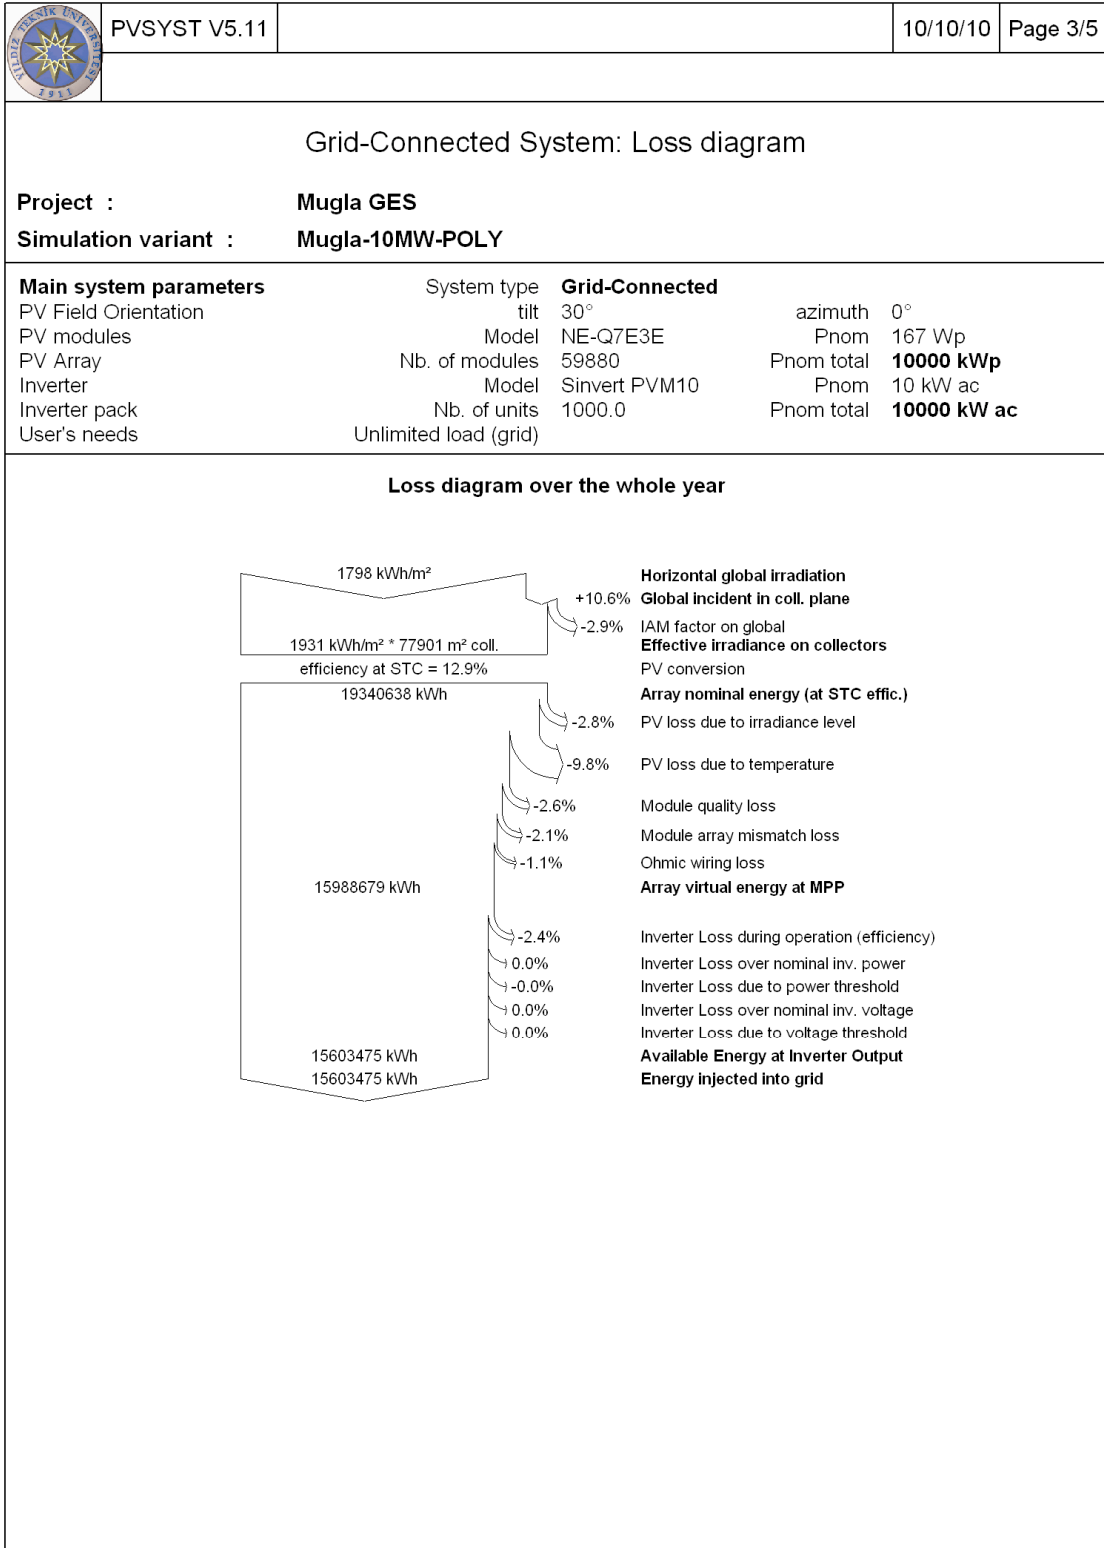 YILDIZ TEKNİK ÜNİVERSİTESİ
1911
PVSYST V5.11 10/10/10 Page 3/5
Grid-Connected System: Loss diagram
Project : Mugla GES
Simulation variant : Mugla-10MW-POLY
Main system parameters System type Grid-Connected
PV Field Orientation tilt 30° azimuth 0°
PV modules Model NE-Q7E3E Pnom 167 Wp
PV Array Nb. of modules 59880 Pnom total 10000 kWp
Inverter Model Sinvert PVM10 Pnom 10 kW ac
Inverter pack Nb. of units 1000.0 Pnom total 10000 kW ac
User's needs Unlimited load (grid)
Loss diagram over the whole year
1798 kWh/m² Horizontal global irradiation
+10.6% Global incident in coll. plane
-2.9% IAM factor on global
1931 kWh/m² * 77901 m² coll. Effective irradiance on collectors
efficiency at STC = 12.9% PV conversion
19340638 kWh Array nominal energy (at STC effic.)
-2.8% PV loss due to irradiance level
-9.8% PV loss due to temperature
-2.6% Module quality loss
-2.1% Module array mismatch loss
-1.1% Ohmic wiring loss
15988679 kWh Array virtual energy at MPP
-2.4% Inverter Loss during operation (efficiency)
0.0% Inverter Loss over nominal inv. power
-0.0% Inverter Loss due to power threshold
0.0% Inverter Loss over nominal inv. voltage
0.0% Inverter Loss due to voltage threshold
15603475 kWh Available Energy at Inverter Output
15603475 kWh Energy injected into grid